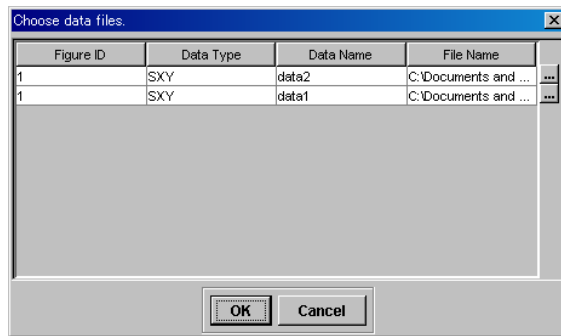 Choose data files.
Figure ID Data Type Data Name File Name
1 SXY data2 C:\Documents and ... ...
1 SXY data1 C:\Documents and ... ...
OK Cancel